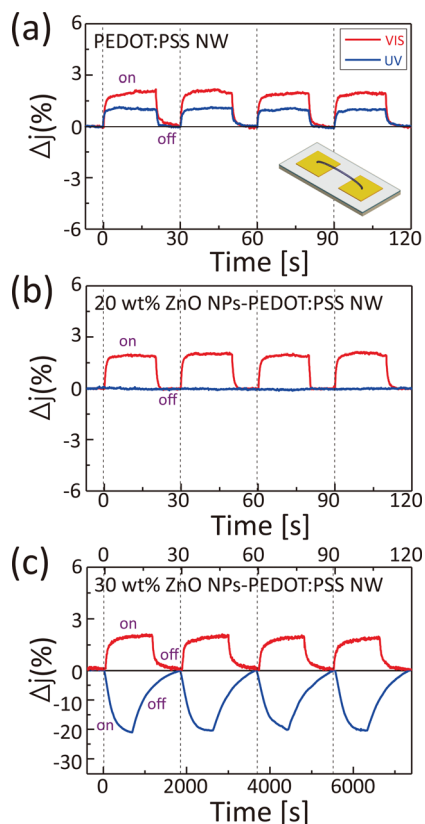 (a)
PEDOT:PSS NW
VIS
UV
on
off
Δj(%)
6
3
0
-3
-6
0 30 60 90 120
Time [s]
(b)
20 wt% ZnO NPs-PEDOT:PSS NW
on
off
Δj(%)
6
3
0
-3
-6
0 30 60 90 120
Time [s]
(c)
0 30 60 90 120
30 wt% ZnO NPs-PEDOT:PSS NW
on
off
on
off
Δj(%)
6
3
0
-10
-20
-30
0 2000 4000 6000
Time [s]